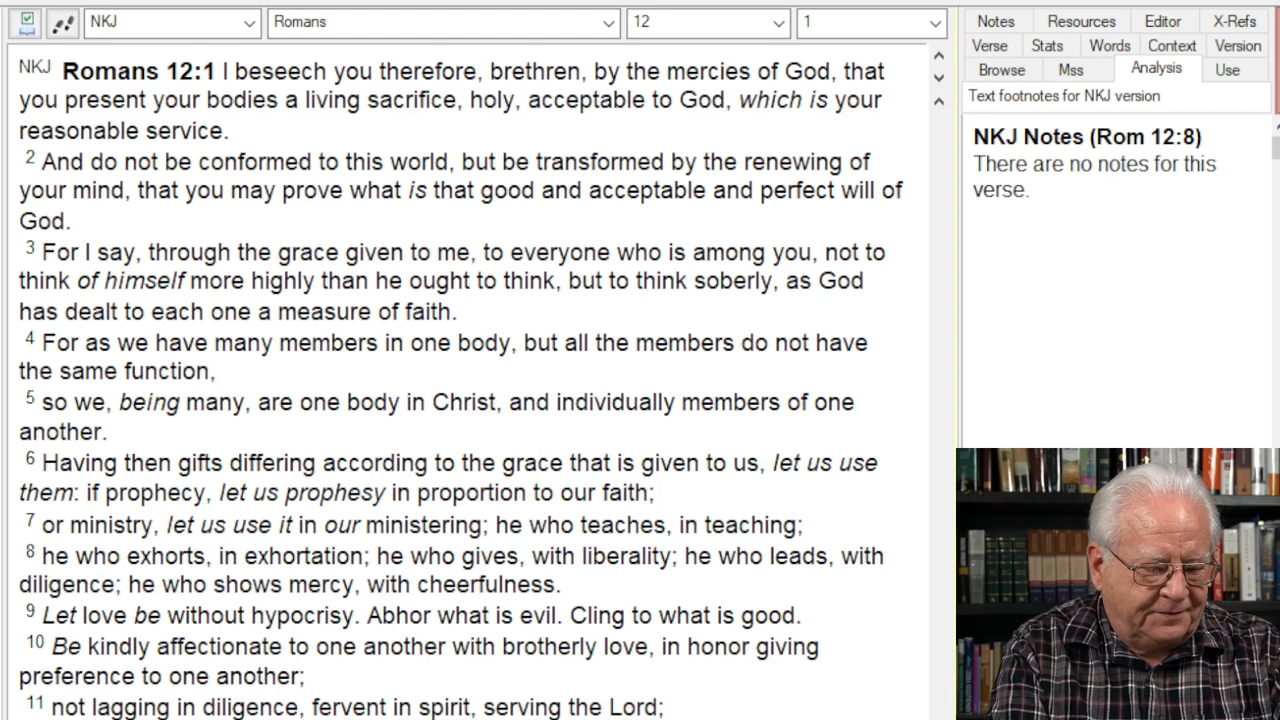 NKJ Romans 12 1
NKJ Romans 12:1 I beseech you therefore, brethren, by the mercies of God, that
you present your bodies a living sacrifice, holy, acceptable to God, which is your
reasonable service.
2 And do not be conformed to this world, but be transformed by the renewing of
your mind, that you may prove what is that good and acceptable and perfect will of
God.
3 For I say, through the grace given to me, to everyone who is among you, not to
think of himself more highly than he ought to think, but to think soberly, as God
has dealt to each one a measure of faith.
4 For as we have many members in one body, but all the members do not have
the same function,
5 so we, being many, are one body in Christ, and individually members of one
another.
6 Having then gifts differing according to the grace that is given to us, let us use
them: if prophecy, let us prophesy in proportion to our faith;
7 or ministry, let us use it in our ministering; he who teaches, in teaching;
8 he who exhorts, in exhortation; he who gives, with liberality; he who leads, with
diligence; he who shows mercy, with cheerfulness.
9 Let love be without hypocrisy. Abhor what is evil. Cling to what is good.
10 Be kindly affectionate to one another with brotherly love, in honor giving
preference to one another;
11 not lagging in diligence, fervent in spirit, serving the Lord;
Notes Resources Editor X-Refs
Verse Stats Words Context Version
Browse Mss Analysis Use
Text footnotes for NKJ version
NKJ Notes (Rom 12:8)
There are no notes for this
verse.